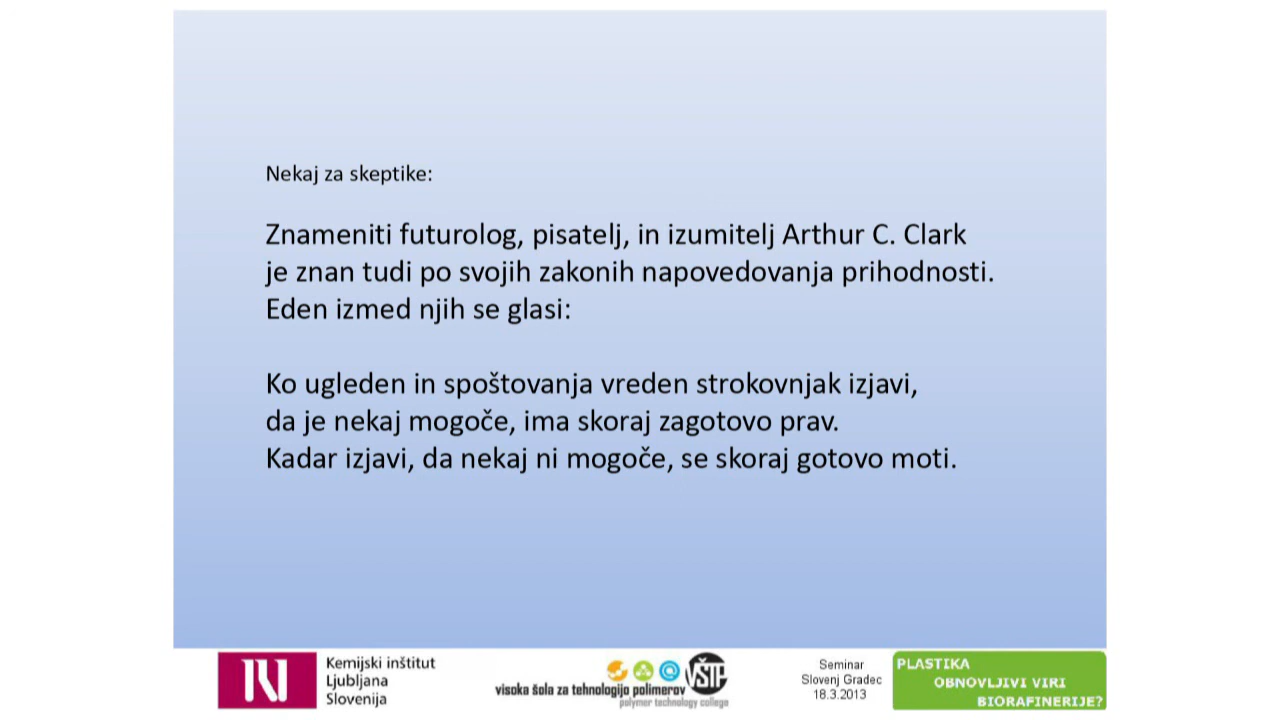 Nekaj za skeptike:
Znameniti futurolog, pisatelj, in izumitelj Arthur C. Clark
je znan tudi po svojih zakonih napovedovanja prihodnosti.
Eden izmed njih se glasi:
Ko ugleden in spoštovanja vreden strokovnjak izjavi,
da je nekaj mogoče, ima skoraj zagotovo prav.
Kadar izjavi, da nekaj ni mogoče, se skoraj gotovo moti.
Kemijski inštitut
Ljubljana
Slovenija
VŠTP
visoka šola za tehnologijo polimerov
polymer technology college
Seminar
Slovenj Gradec
18.3.2013
PLASTIKA
OBNOVLJIVI VIRI
BIORAFINERIJE?